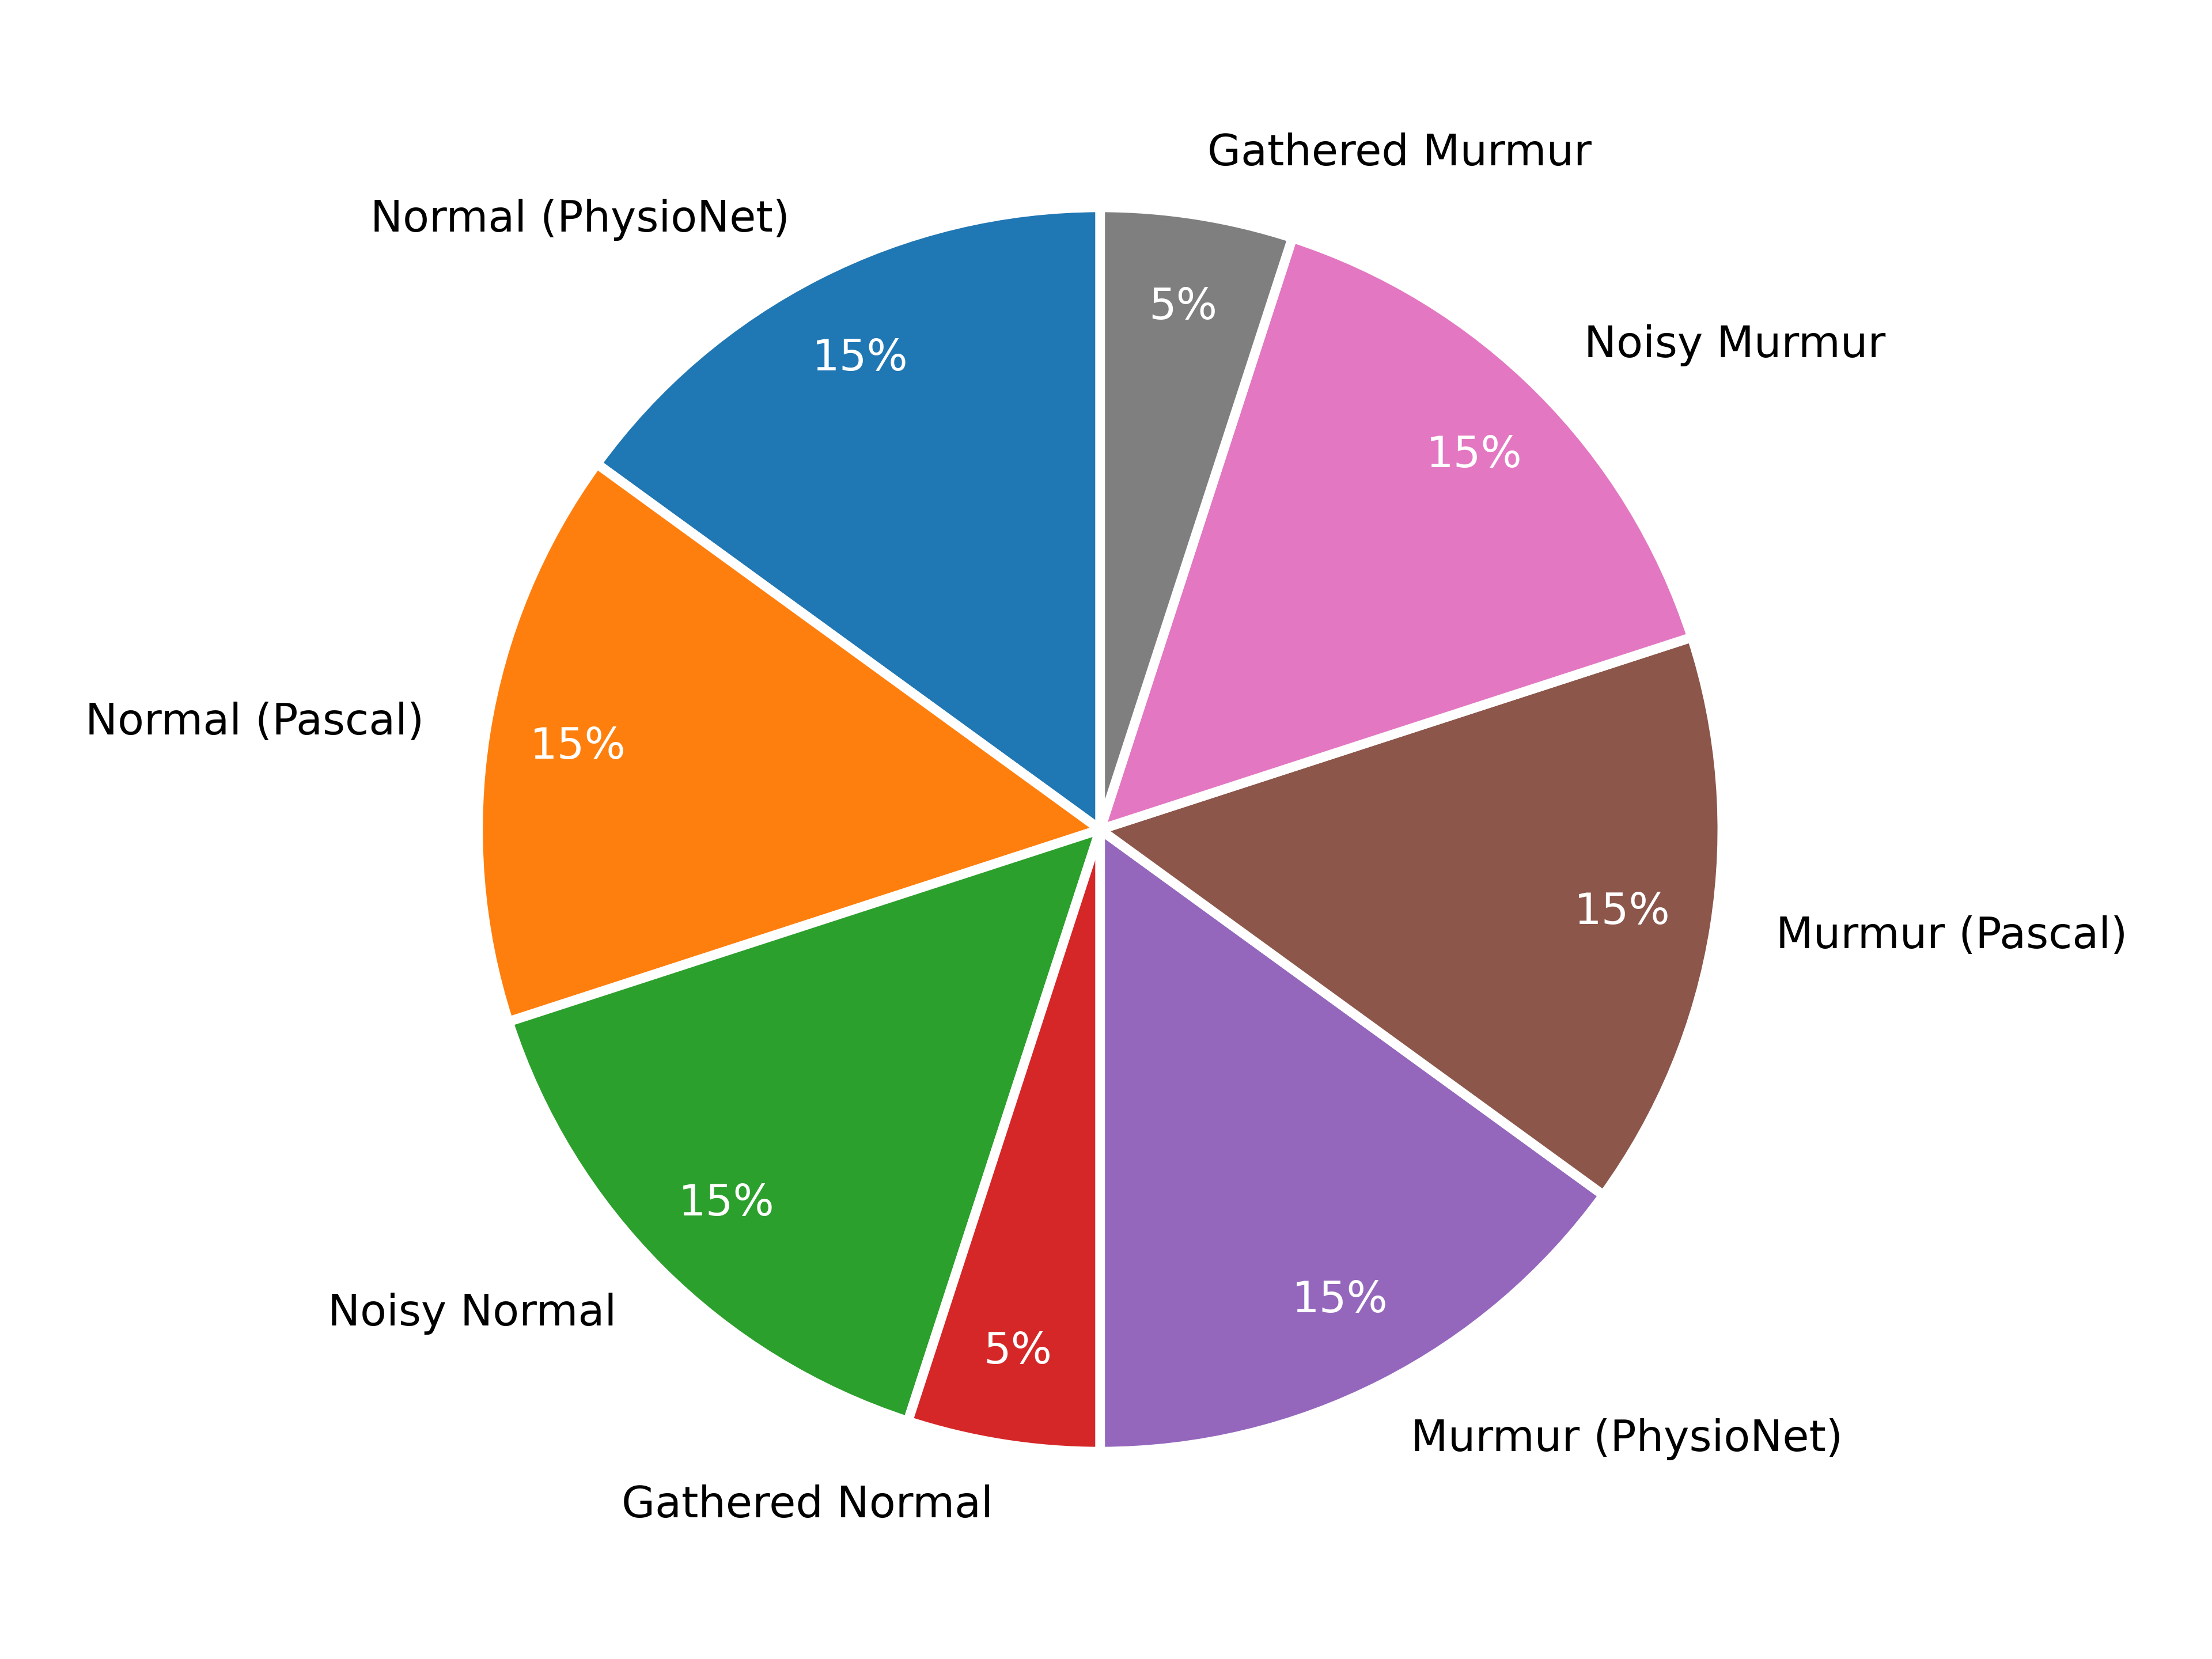 Gathered Murmur
Normal (PhysioNet)
5%
Noisy Murmur
15%
15%
Normal (Pascal)
15%
15%
Murmur (Pascal)
15%
Noisy Normal
15%
5%
Murmur (PhysioNet)
Gathered Normal